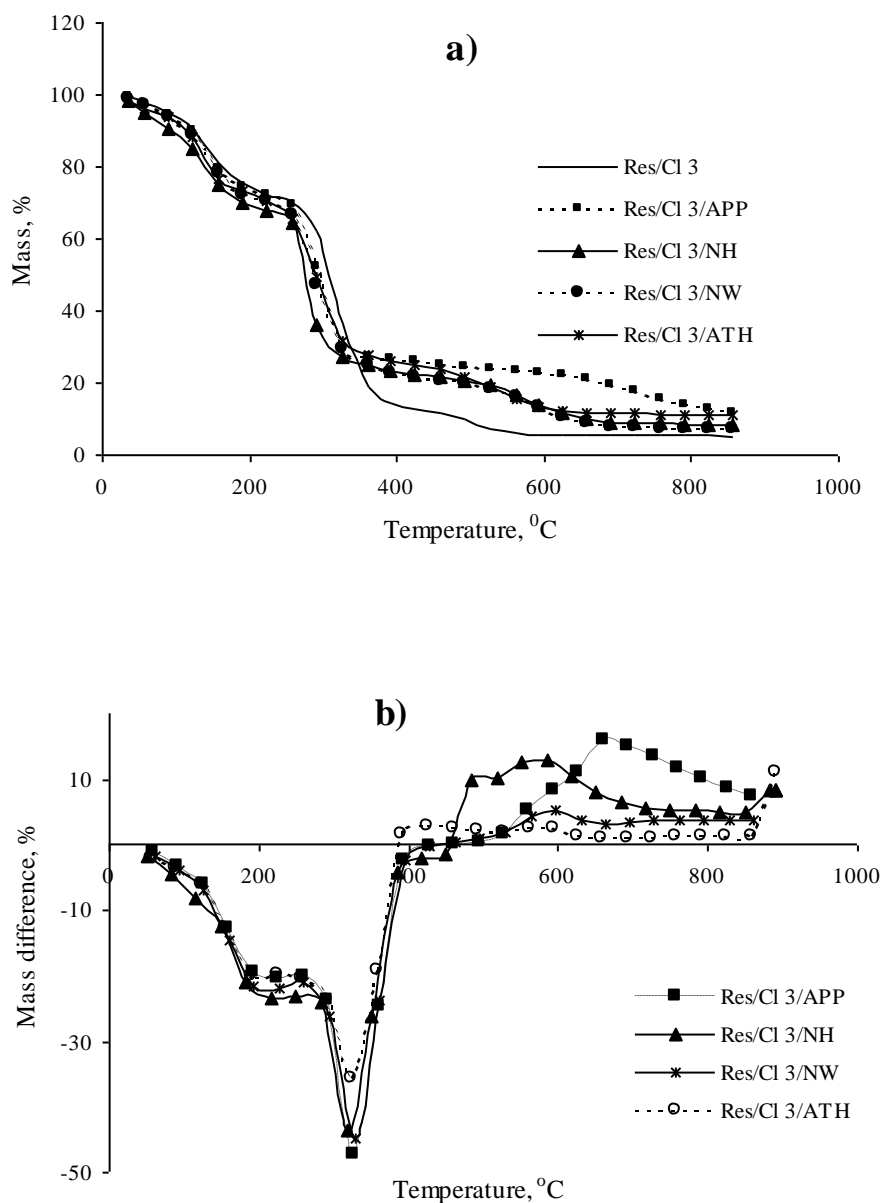 a)
120
100
80
60
40
20
0
Mass, %
0 200 400 600 800 1000
Temperature, ⁰C
Res/Cl 3
Res/Cl 3/APP
Res/Cl 3/NH
Res/Cl 3/NW
Res/Cl 3/ATH
b)
10
-10
-30
-50
Mass difference, %
0 200 400 600 800 1000
Res/Cl 3/APP
Res/Cl 3/NH
Res/Cl 3/NW
Res/Cl 3/ATH
Temperature, °C